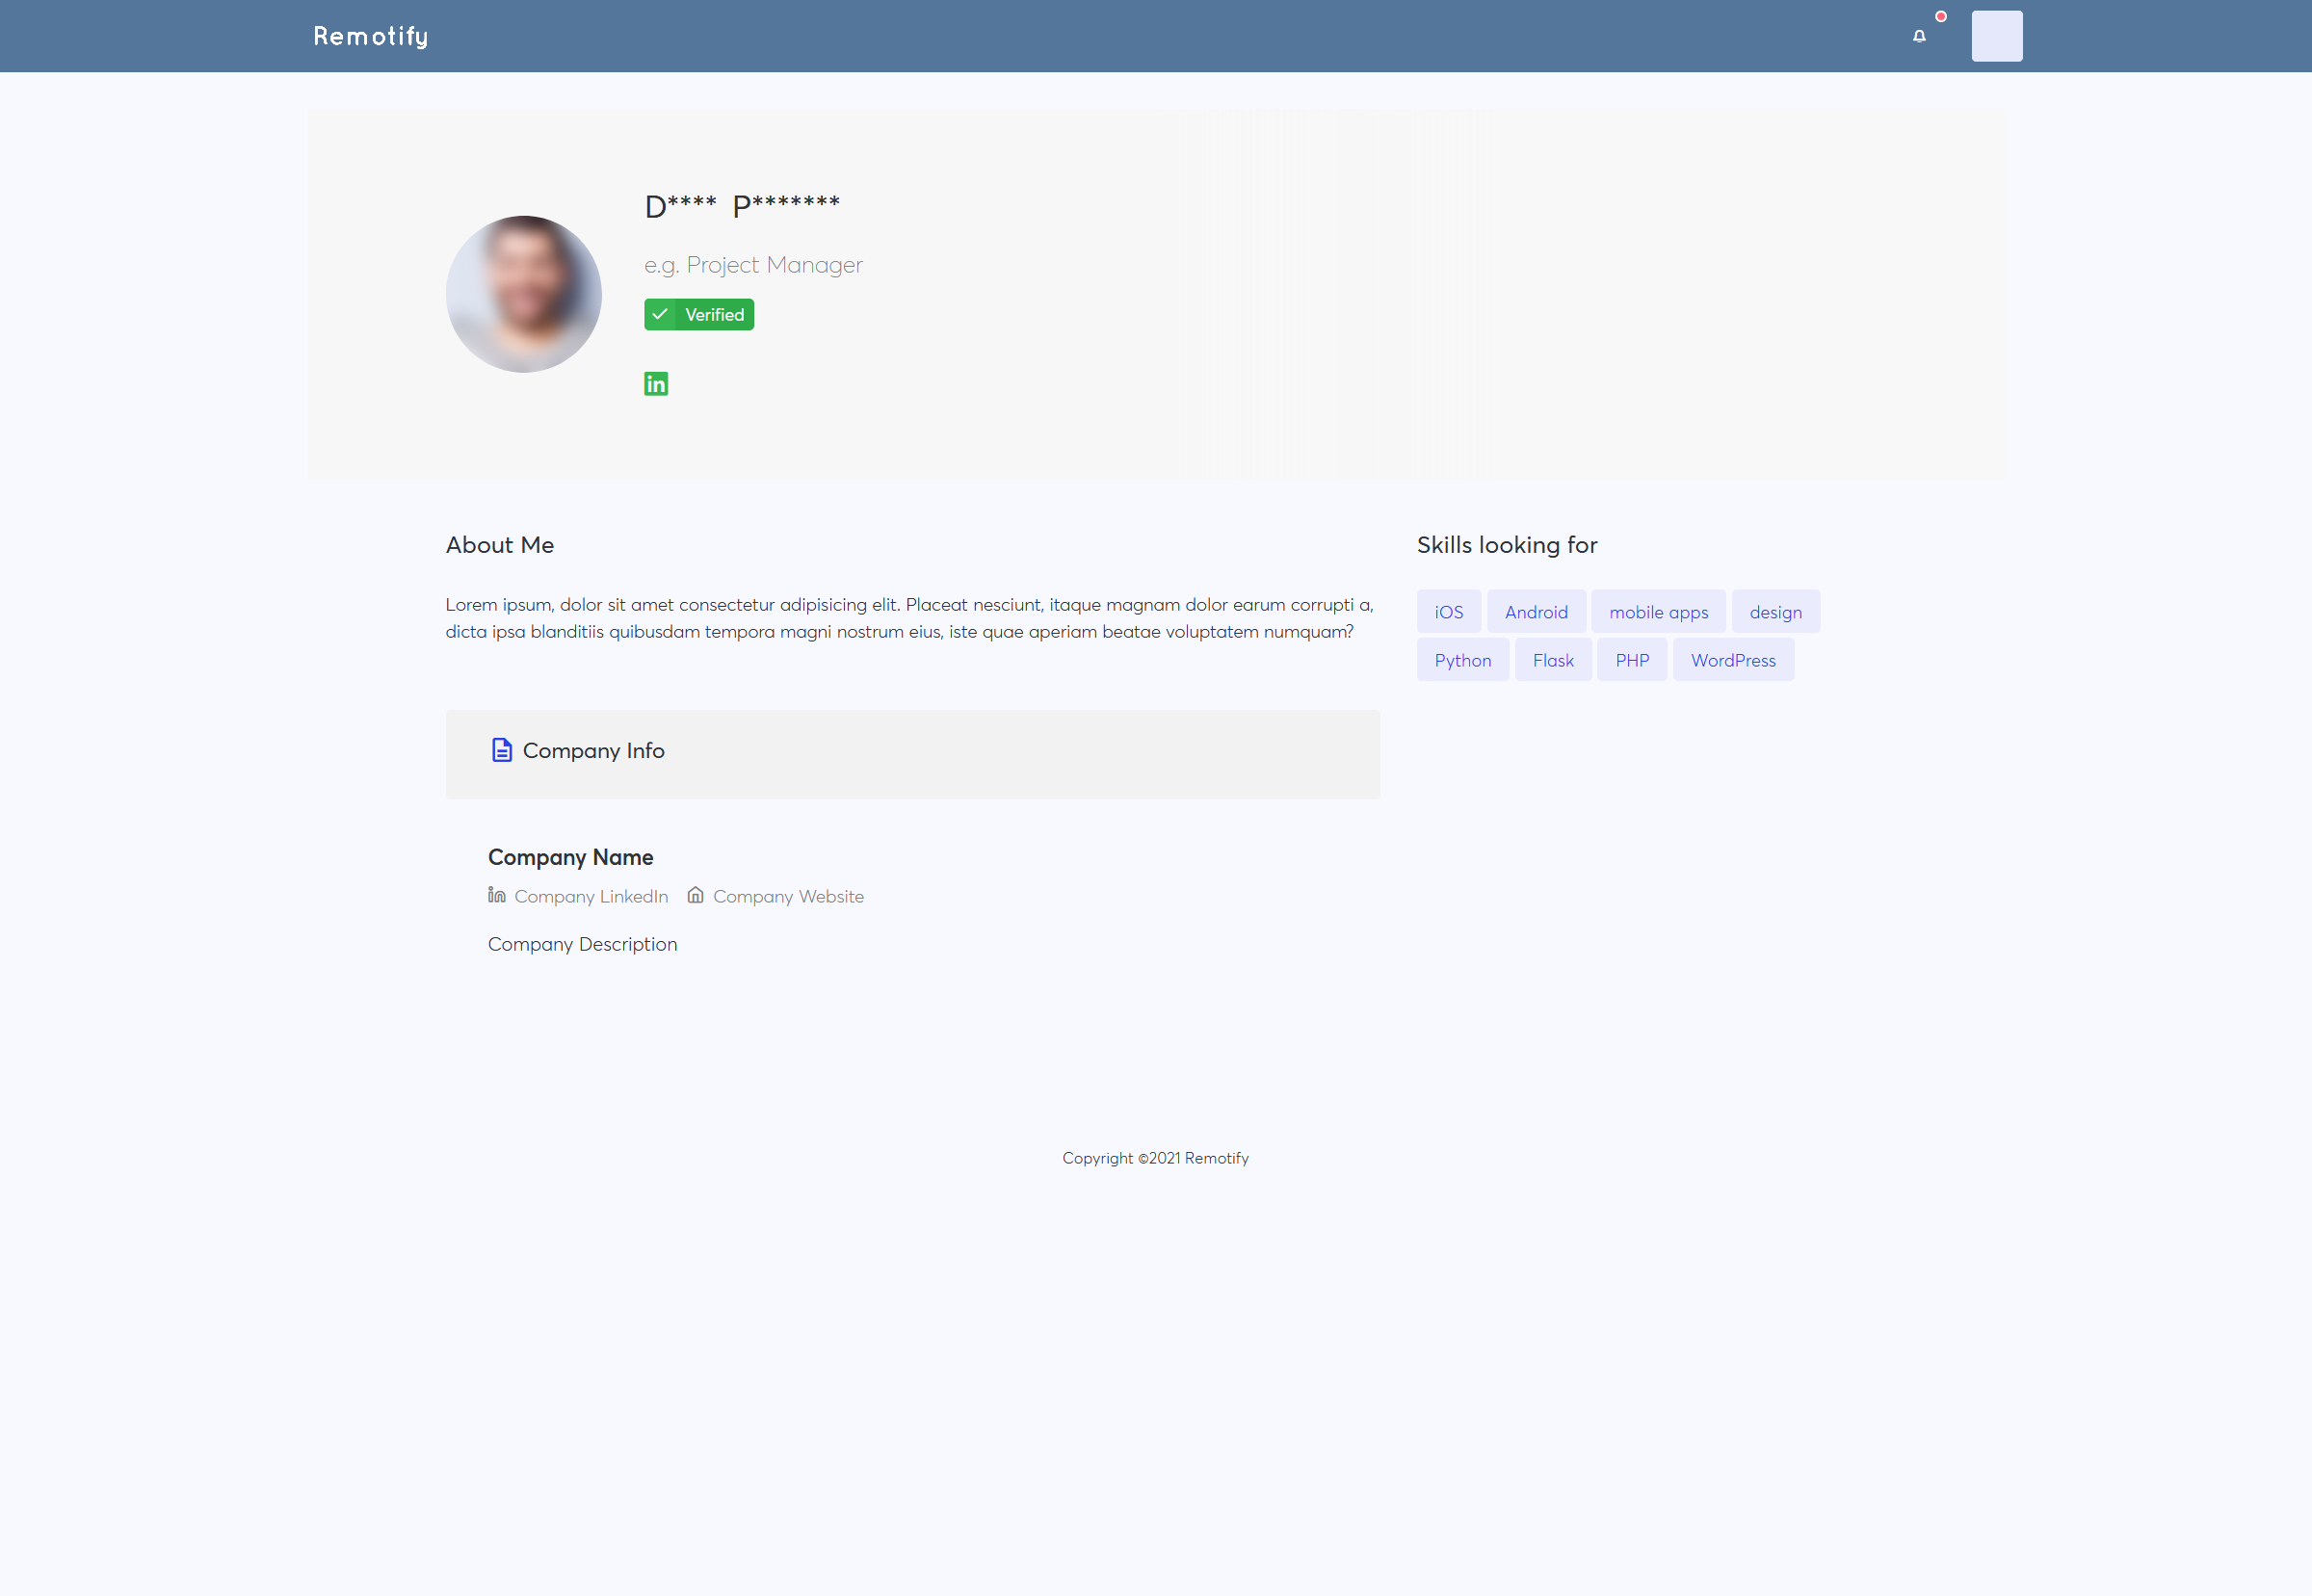 Remotify
D**** P*******
e.g. Project Manager
Verified
in
About Me
Lorem ipsum, dolor sit amet consectetur adipisicing elit. Placeat nesciunt, itaque magnam dolor earum corrupti a,
dicta ipsa blanditiis quibusdam tempora magni nostrum eius, iste quae aperiam beatae voluptatem numquam?
Skills looking for
iOS Android mobile apps design
Python Flask PHP WordPress
Company Info
Company Name
in Company LinkedIn Company Website
Company Description
Copyright ©2021 Remotify